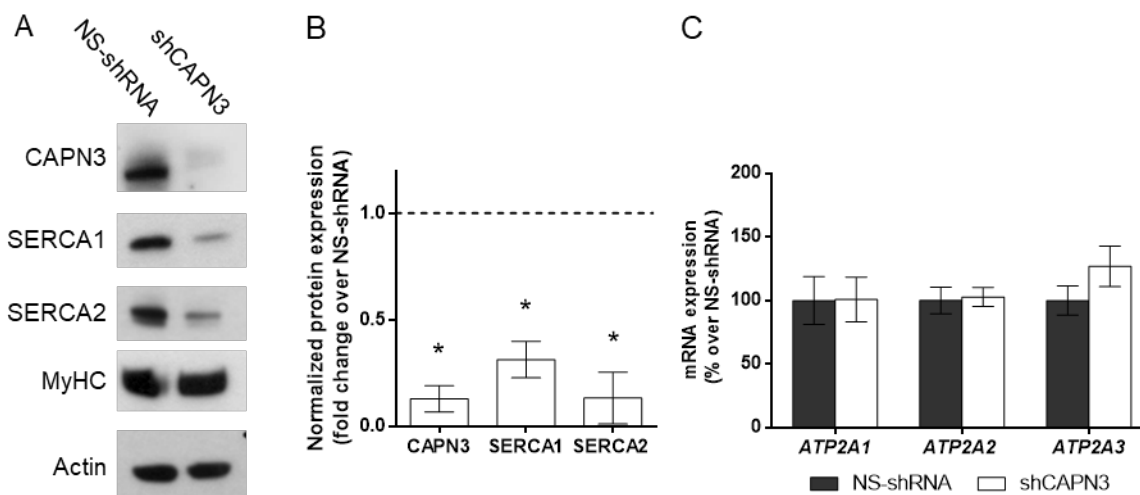 A
NS-shRNA
shCAPN3
CAPN3
SERCA1
SERCA2
MyHC
Actin
B
Normalized protein expression
(fold change over NS-shRNA)
1.0
0.5
0.0
*
*
*
CAPN3 SERCA1 SERCA2
C
mRNA expression
(% over NS-shRNA)
200
150
100
50
0
ATP2A1 ATP2A2 ATP2A3
NS-shRNA shCAPN3